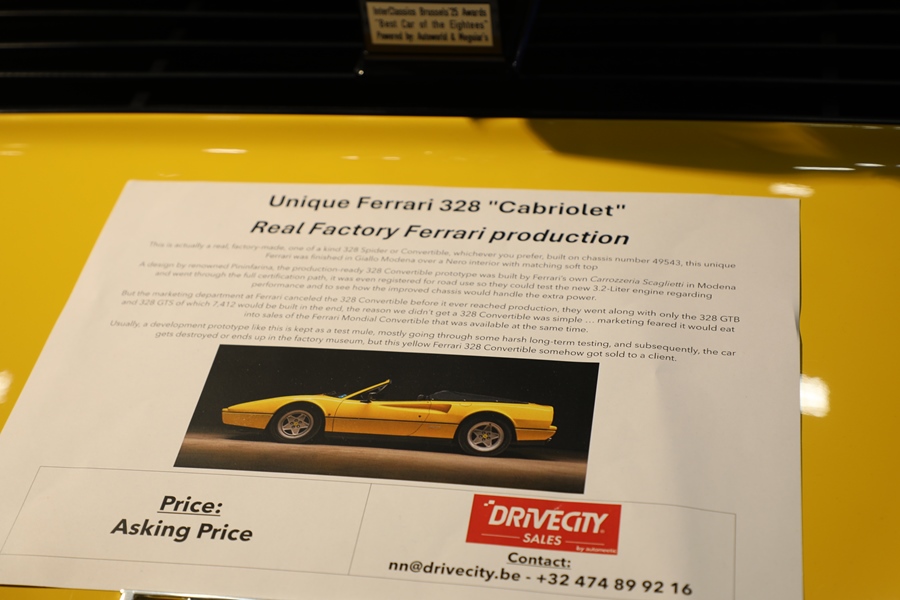 InterClassics Brussels'25 Awards
"Best Car of the Eighties"
Powered by: Autoworld & Meguiar's
Unique Ferrari 328 "Cabriolet"
Real Factory Ferrari production
This is actually a real, factory-made, one of a kind 328 Spider or Convertible, whichever you prefer, built on chassis number 49543, this unique
Ferrari was finished in Giallo Modena over a Nero interior with matching soft top
A design by renowned Pininfarina, the production ready 328 Convertible prototype was built by Ferrari's own Carrozzeria Scaglietti in Modena
and went through the full certification path, it was even registered for road use so they could test the new 3.2-Liter engine regarding
performance and to see how the improved chassis would handle the extra power.
But the marketing department at Ferrari canceled the 328 Convertible before it ever reached production, they went along with only the 328 GTB
and 328 GTS of which 7,412 would be built in the end, the reason we didn't get a 328 Convertible was simple ... marketing feared it would eat
into sales of the Ferrari Mondial Convertible that was available at the same time.
Usually, a development prototype like this is kept as a test mule, mostly going through some harsh long-term testing, and subsequently, the car
gets destroyed or ends up in the factory museum, but this yellow Ferrari 328 Convertible somehow got sold to a client.
Price:
Asking Price
DRIVECITY
SALES
by autonext
Contact:
nn@drivecity.be - +32 474 89 92 16